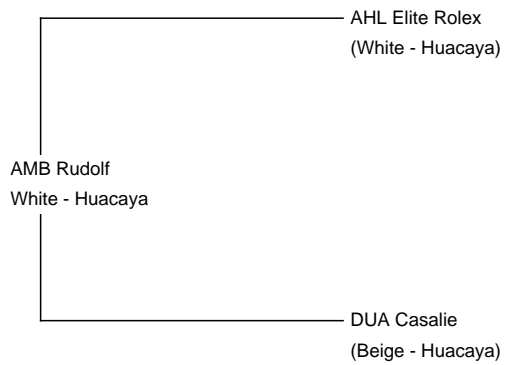 AHL Elite Rolex
(White - Huacaya)
AMB Rudolf
White - Huacaya
DUA Casalie
(Beige - Huacaya)